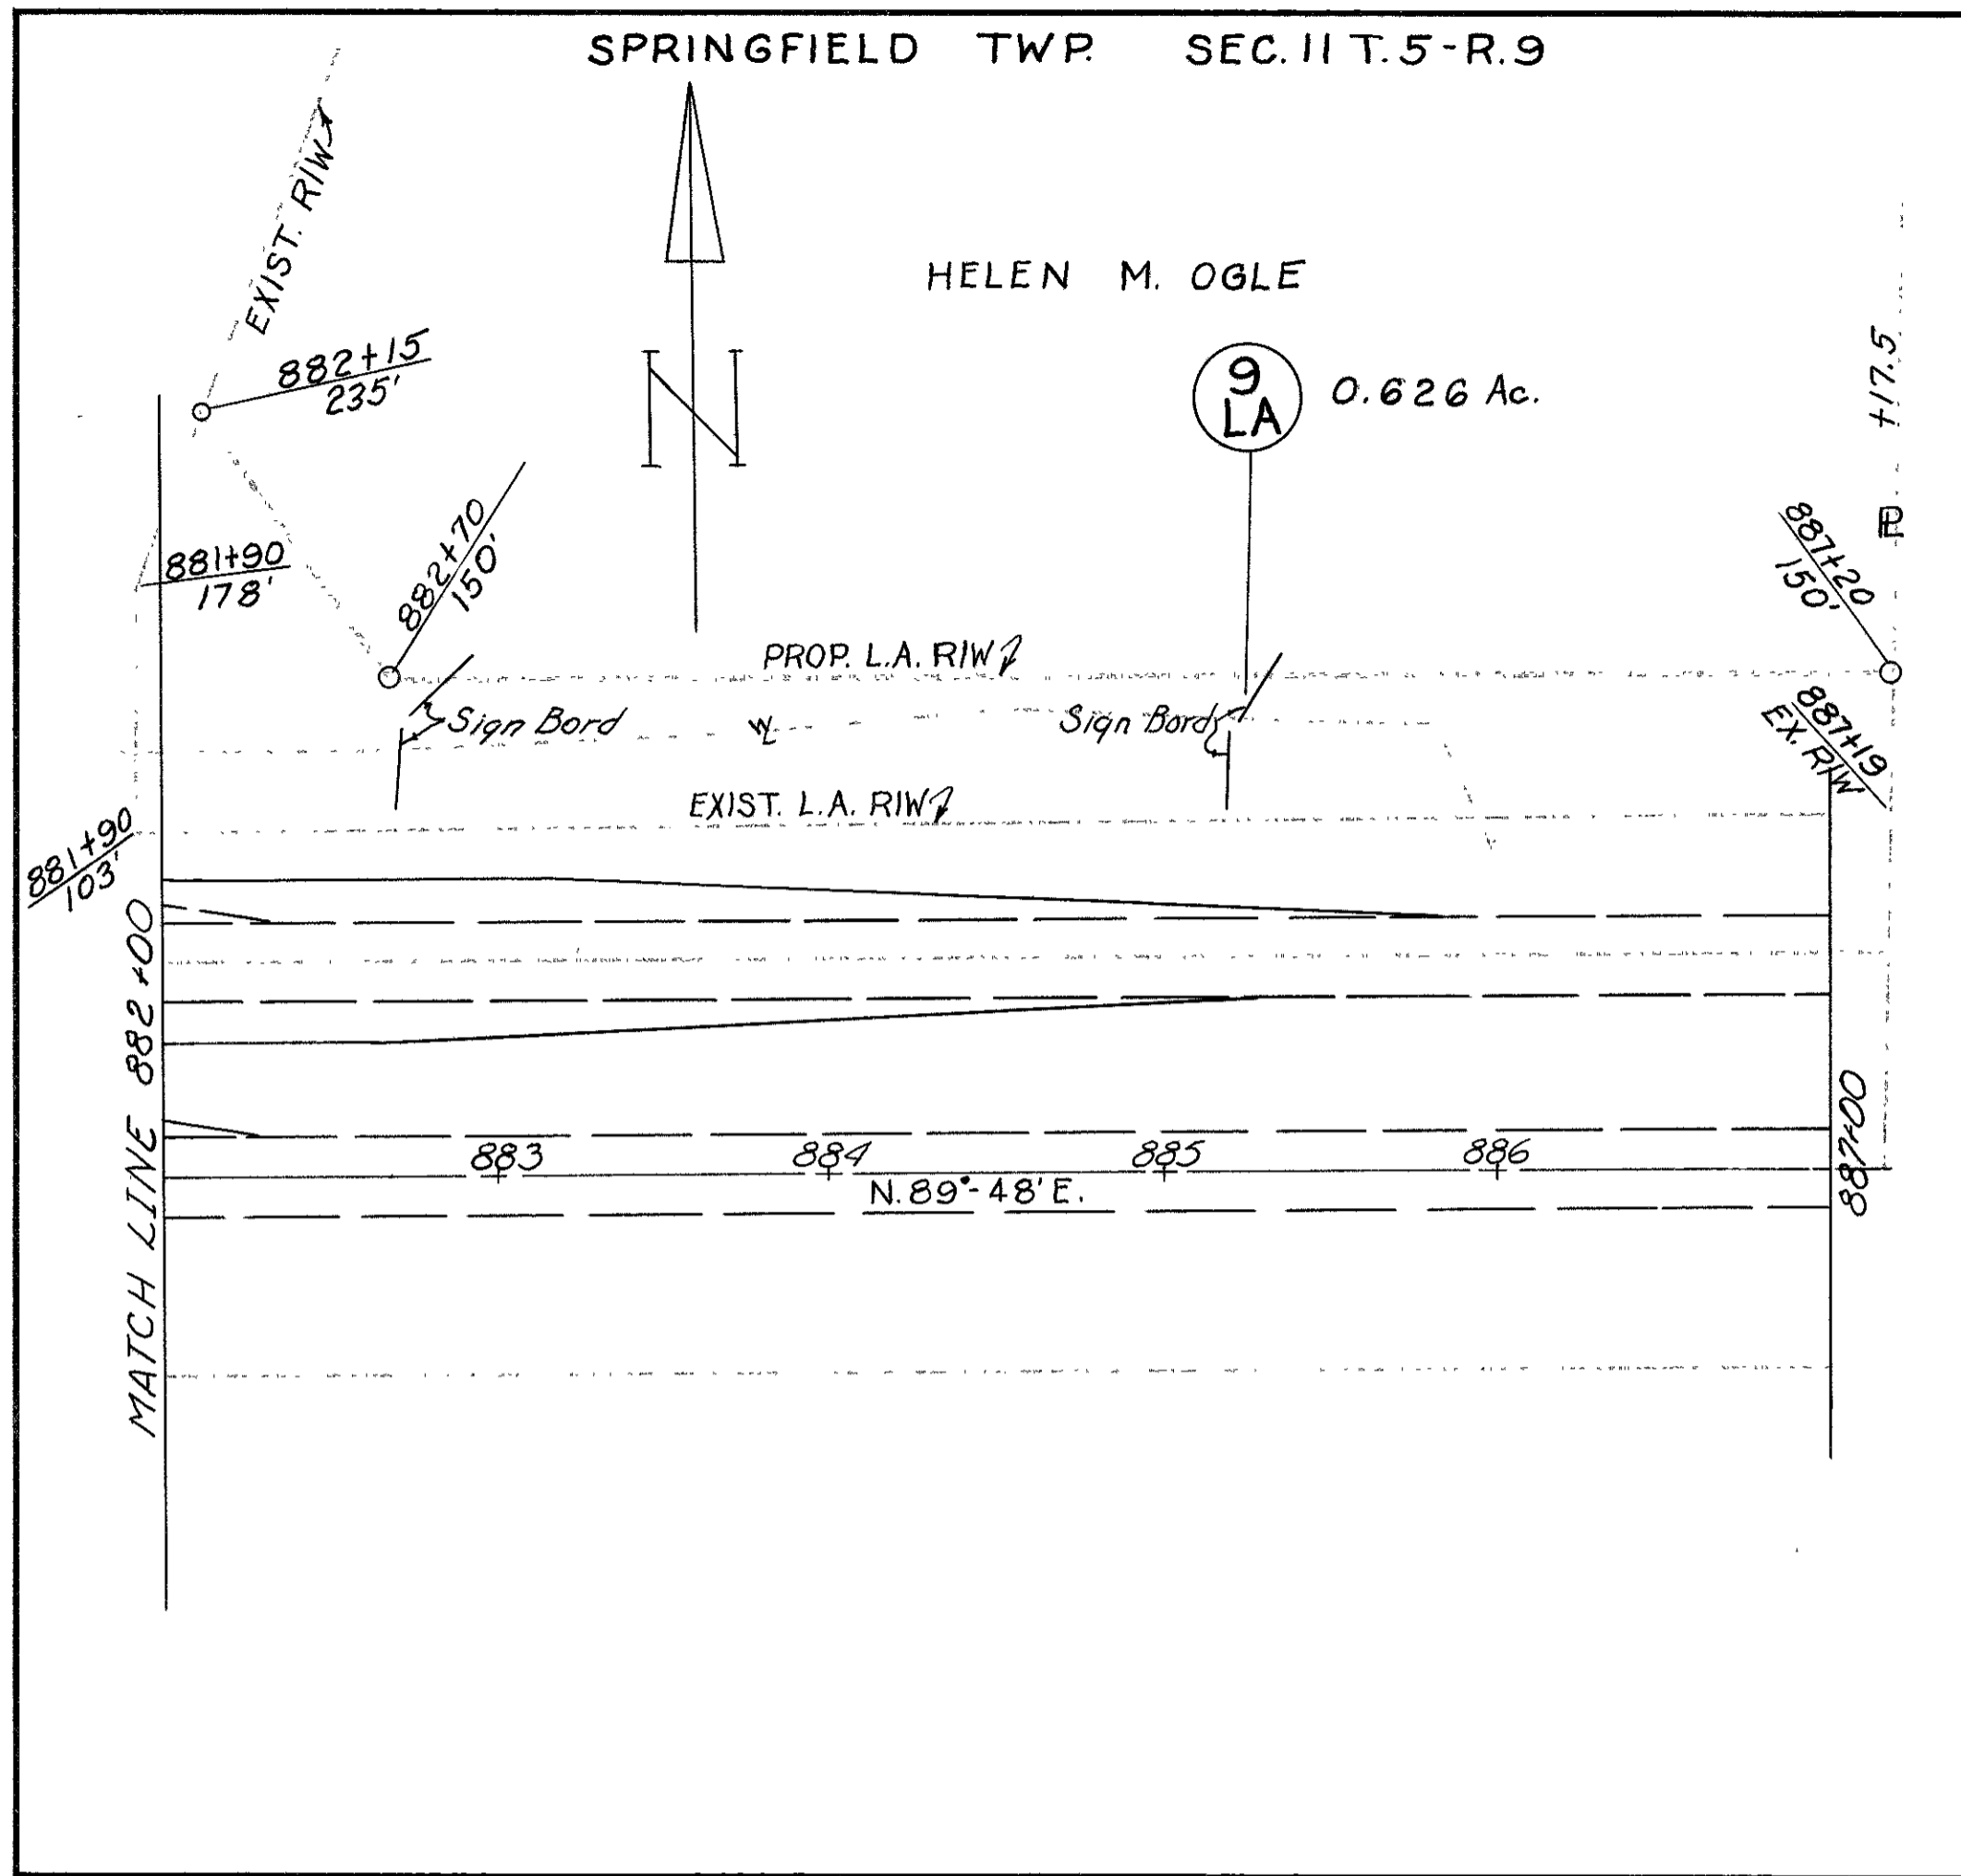 SPRINGFIELD TWP. SEC. 11 T.5-R.9
EXIST. R/W
HELEN M. OGLE
882+15
235'
9
LA
0.626 Ac.
+17.5
881+90
178'
882+70
150'
887+20
150'
PL
PROP. L.A. R/W
Sign Bord
W
Sign Bord
887+19
EX. R/W
EXIST. L.A. R/W
881+90
103'
MATCH LINE 882+00
883
884
885
886
N.89°-48'E.
887+00